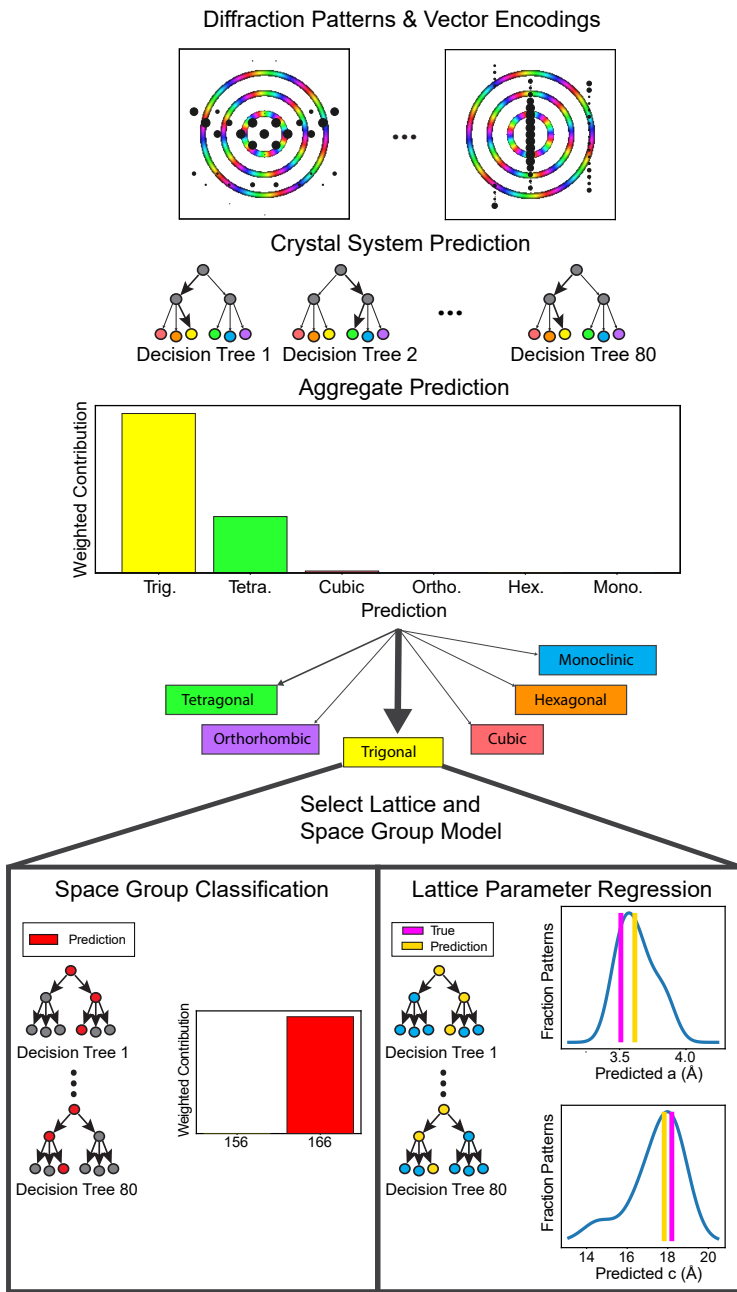 Diffraction Patterns & Vector Encodings
...
Crystal System Prediction
...
Decision Tree 1
Decision Tree 2
Decision Tree 80
Aggregate Prediction
Weighted Contribution
Trig.
Tetra.
Cubic
Ortho.
Hex.
Mono.
Prediction
Monoclinic
Tetragonal
Hexagonal
Orthorhombic
Cubic
Trigonal
Select Lattice and
Space Group Model
Space Group Classification
Prediction
Decision Tree 1
Decision Tree 80
Weighted Contribution
156
166
Lattice Parameter Regression
True
Prediction
Decision Tree 1
Decision Tree 80
Fraction Patterns
3.5
4.0
Predicted a (Å)
Fraction Patterns
14
16
18
20
Predicted c (Å)